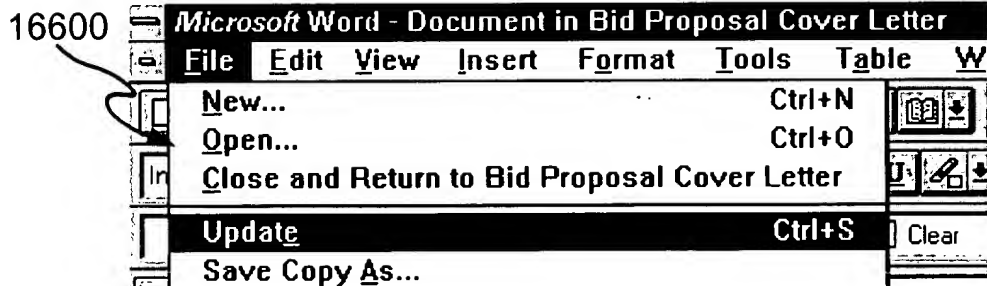 16600
Microsoft Word - Document in Bid Proposal Cover Letter
File Edit View Insert Format Tools Table W
New... Ctrl+N
Open... Ctrl+O
In
Close and Return to Bid Proposal Cover Letter
U
Update Ctrl+S
Clear
Save Copy As...